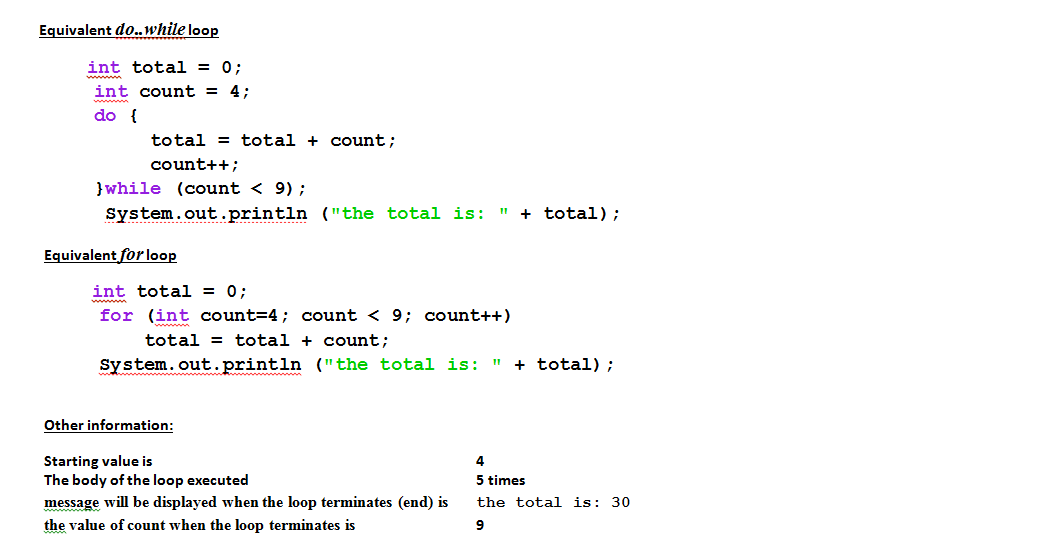 Equivalent do..while loop
int total = 0;
int count = 4;
do {
total = total + count;
count++;
}while (count < 9);
System.out.println ("the total is: " + total);
Equivalent for loop
int total = 0;
for (int count=4; count < 9; count++)
total = total + count;
System.out.println ("the total is: " + total);
Other information:
Starting value is 4
The body of the loop executed 5 times
message will be displayed when the loop terminates (end) is the total is: 30
the value of count when the loop terminates is 9